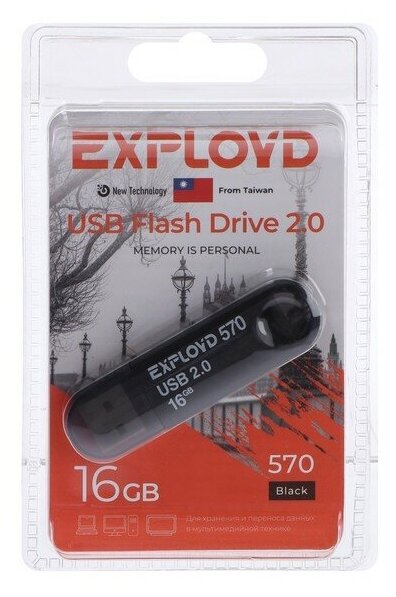 EXPLOYD
New Technology From Taiwan
USB Flash Drive 2.0
MEMORY IS PERSONAL
EXPLOYD 570
USB 2.0
16GB
16GB
570
Black
Для хранения и переноса данных
в мультимедийной технике